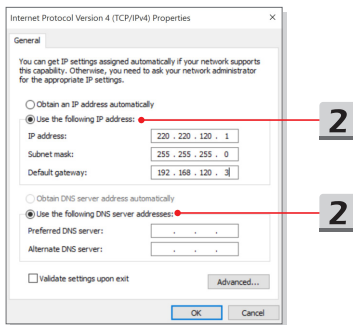 Internet Protocol Version 4 (TCP/IPv4) Properties
General
You can get IP settings assigned automatically if your network supports
this capability. Otherwise, you need to ask your network administrator
for the appropriate IP settings.
Obtain an IP address automatically
Use the following IP address:
2
IP address: 220 . 220 . 120 . 1
Subnet mask: 255 . 255 . 255 . 0
Default gateway: 192 . 168 . 120 . 3
Obtain DNS server address automatically
Use the following DNS server addresses:
2
Preferred DNS server: . . .
Alternate DNS server: . . .
Validate settings upon exit
Advanced...
OK Cancel